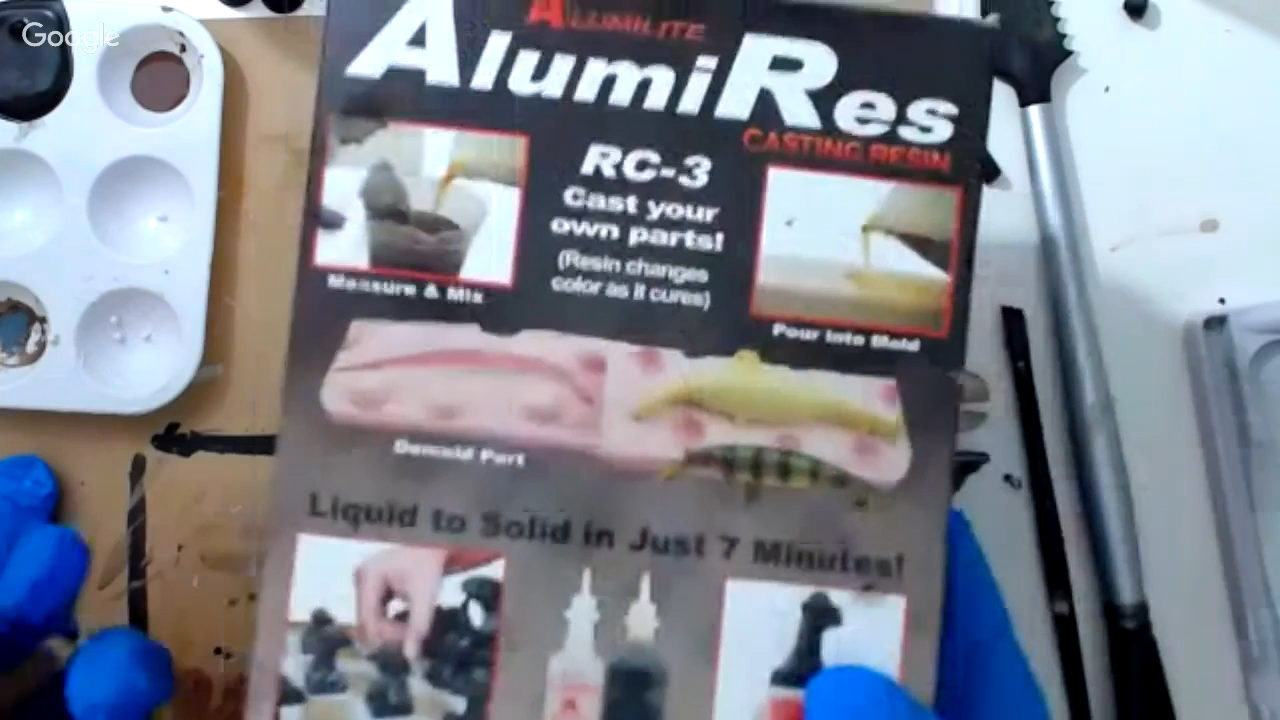 Google
ALUMILITE
AlumiRes
CASTING RESIN
RC-3
Cast your
own parts!
(Resin changes
color as it cures)
Measure & Mix
Pour Into Mold
Demold Part
Liquid to Solid in Just 7 Minutes!